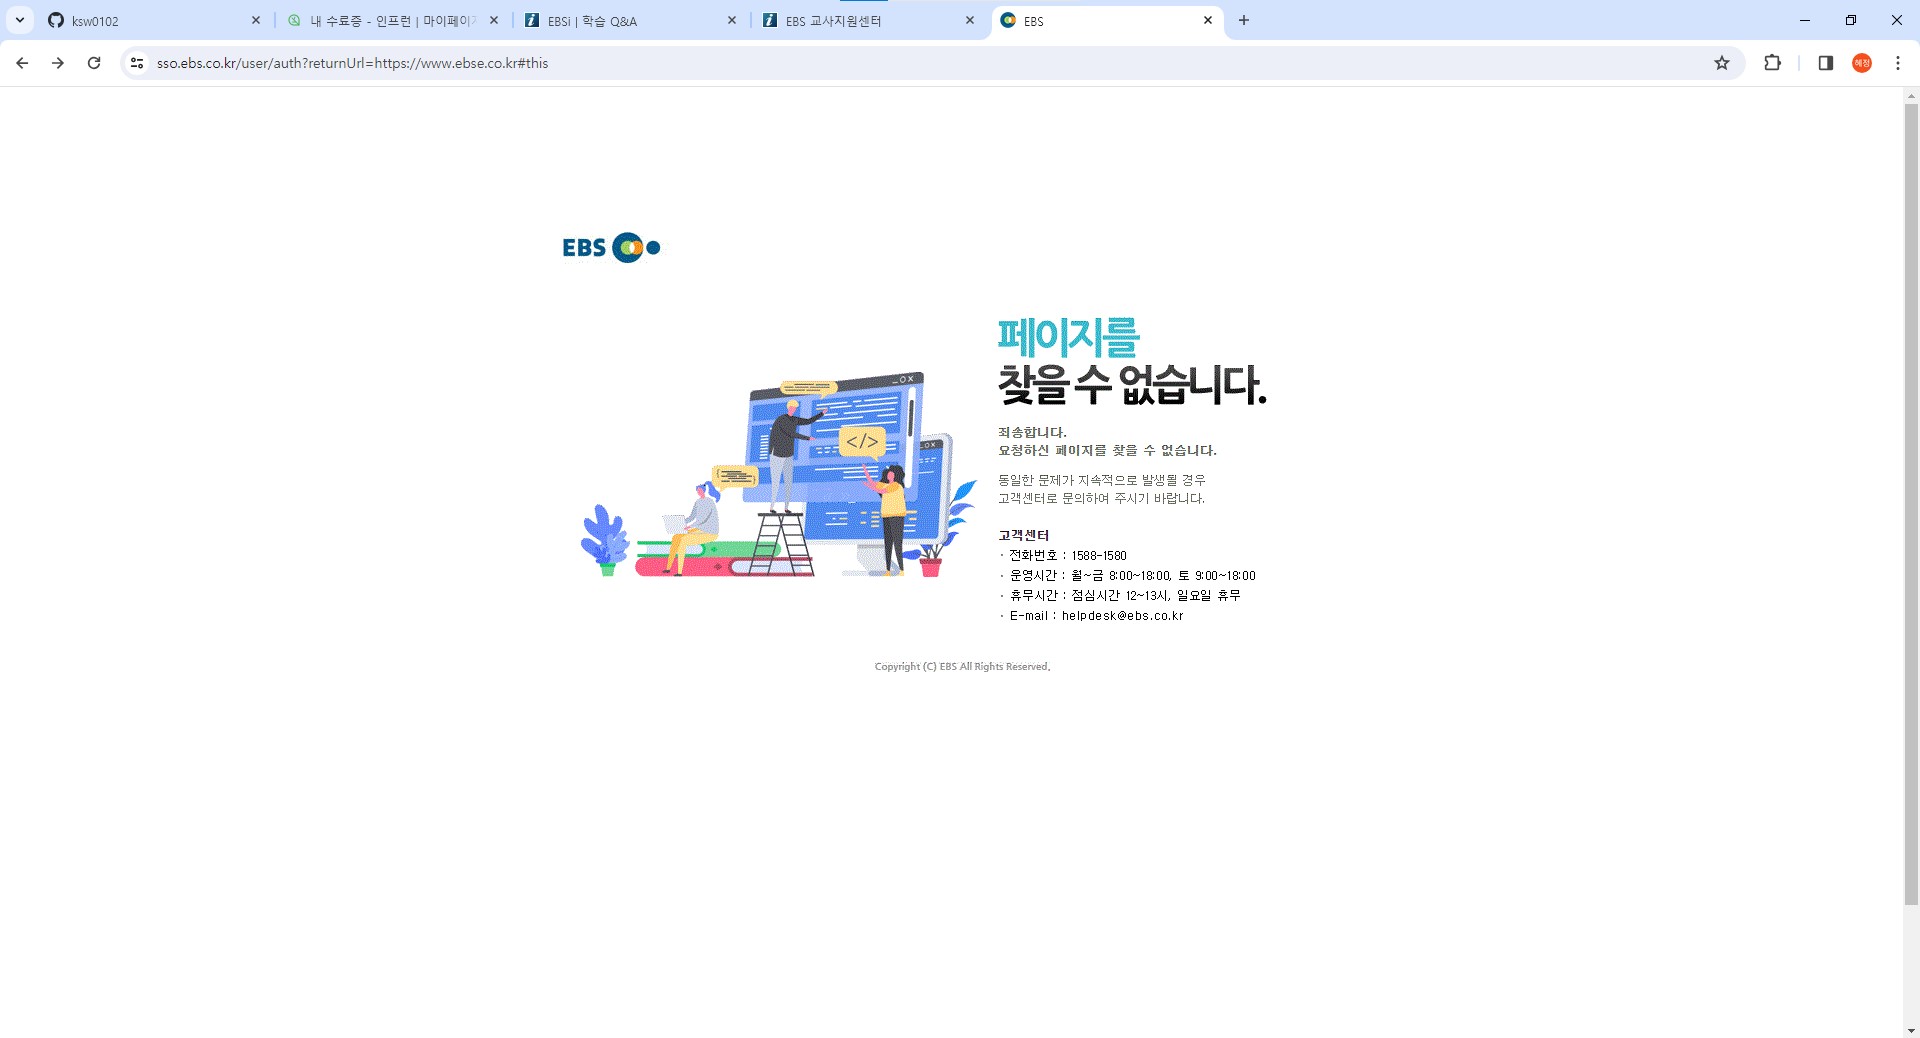 ksw0102
내 수료증 - 인프런 | 마이페이지
EBSi | 학습 Q&A
EBS 교사지원센터
EBS
sso.ebs.co.kr/user/auth?returnUrl=https://www.ebse.co.kr#this
혜정
EBS
페이지를
찾을 수 없습니다.
죄송합니다.
요청하신 페이지를 찾을 수 없습니다.
동일한 문제가 지속적으로 발생될 경우
고객센터로 문의하여 주시기 바랍니다.
고객센터
· 전화번호 : 1588-1580
· 운영시간 : 월~금 8:00~18:00, 토 9:00~18:00
· 휴무시간 : 점심시간 12~13시, 일요일 휴무
· E-mail : helpdesk@ebs.co.kr
</>
Copyright (C) EBS All Rights Reserved.